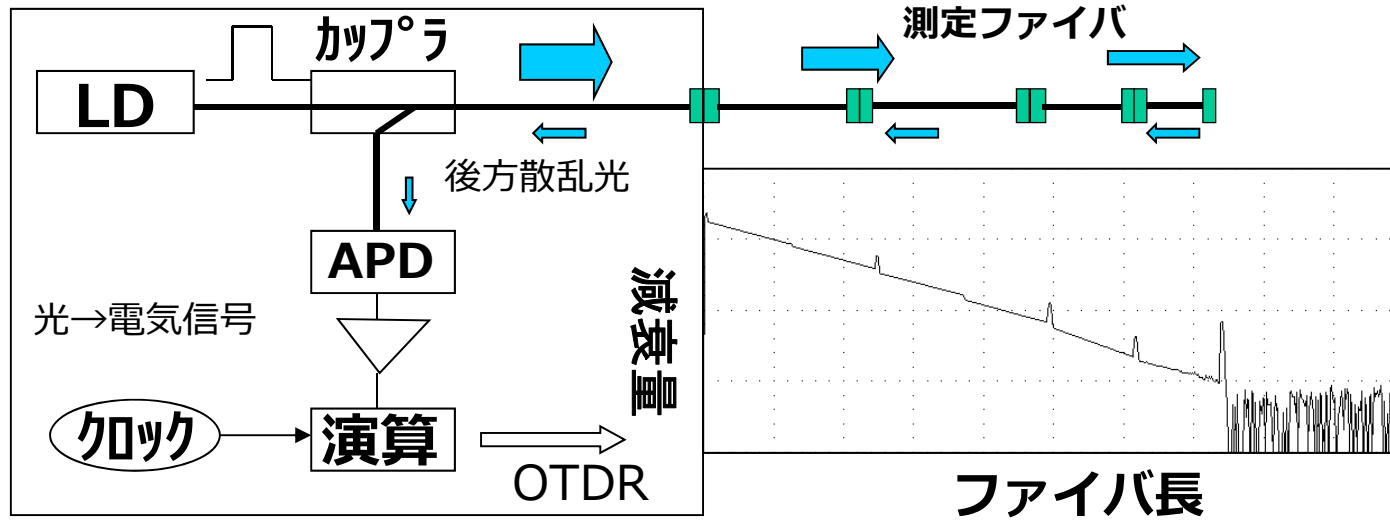 測定ファイバ
カップラ
LD
後方散乱光
APD
減衰量
光→電気信号
クロック
演算
OTDR
ファイバ長